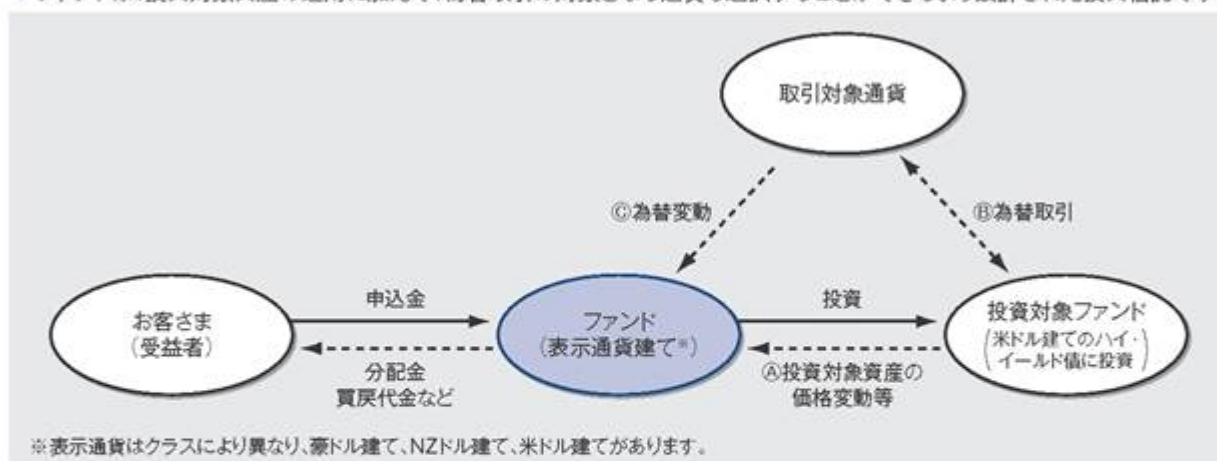 取引対象通貨
Ⓒ為替変動
Ⓑ為替取引
お客さま
(受益者)
申込金
分配金
買戻代金など
ファンド
(表示通貨建て※)
投資
Ⓐ投資対象資産の
価格変動等
投資対象ファンド
(米ドル建てのハイ・
イールド債に投資)
※表示通貨はクラスにより異なり、豪ドル建て、NZドル建て、米ドル建てがあります。